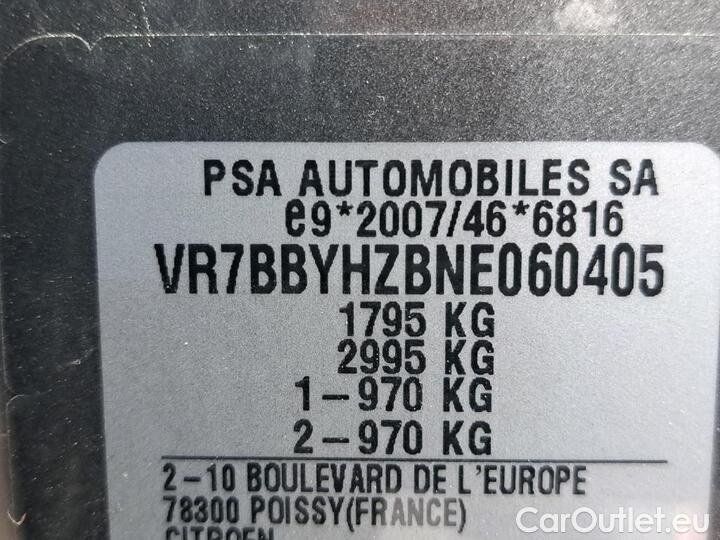 PSA AUTOMOBILES SA
e9*2007/46*6816
VR7BBYHZBNE060405
1795 KG
2995 KG
1-970 KG
2-970 KG
2-10 BOULEVARD DE L'EUROPE
78300 POISSY(FRANCE)
CITROEN
CarOutlet.eu